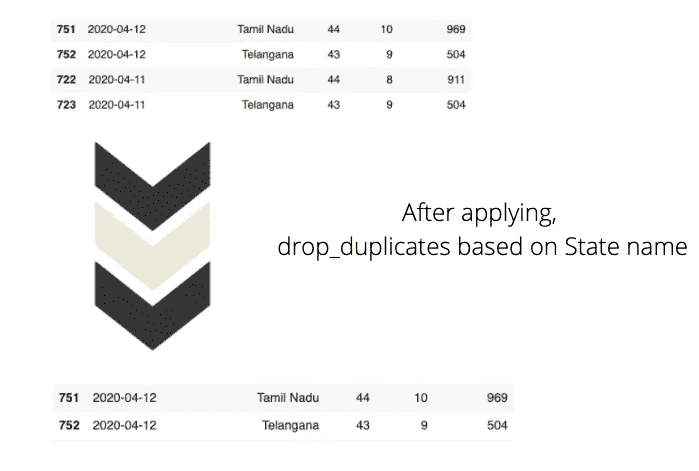 751 2020-04-12 Tamil Nadu 44 10 969
752 2020-04-12 Telangana 43 9 504
722 2020-04-11 Tamil Nadu 44 8 911
723 2020-04-11 Telangana 43 9 504
After applying,
drop_duplicates based on State name
751 2020-04-12 Tamil Nadu 44 10 969
752 2020-04-12 Telangana 43 9 504